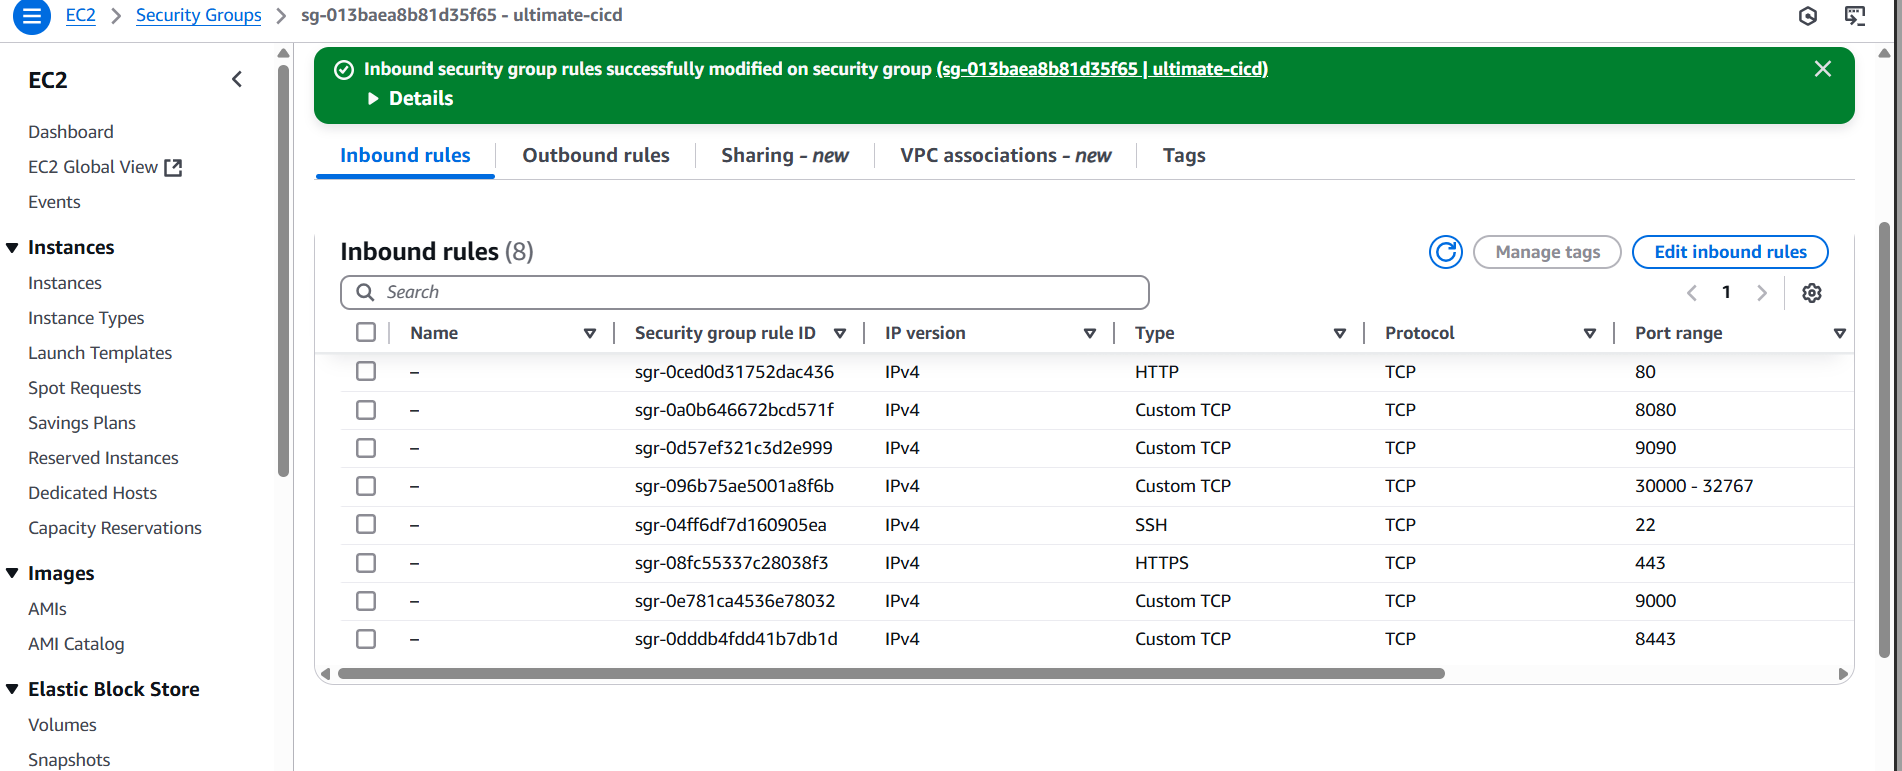 EC2 > Security Groups > sg-013baea8b81d35f65 - ultimate-cicd
EC2
Dashboard
EC2 Global View
Events
Instances
Instances
Instance Types
Launch Templates
Spot Requests
Savings Plans
Reserved Instances
Dedicated Hosts
Capacity Reservations
Images
AMIs
AMI Catalog
Elastic Block Store
Volumes
Snapshots
Inbound security group rules successfully modified on security group (sg-013baea8b81d35f65 | ultimate-cicd)
Details
Inbound rules Outbound rules Sharing - new VPC associations - new Tags
Inbound rules (8) Manage tags Edit inbound rules
Search 1
Name Security group rule ID IP version Type Protocol Port range
– sgr-0ced0d31752dac436 IPv4 HTTP TCP 80
– sgr-0a0b646672bcd571f IPv4 Custom TCP TCP 8080
– sgr-0d57ef321c3d2e999 IPv4 Custom TCP TCP 9090
– sgr-096b75ae5001a8f6b IPv4 Custom TCP TCP 30000 - 32767
– sgr-04ff6df7d160905ea IPv4 SSH TCP 22
– sgr-08fc55337c28038f3 IPv4 HTTPS TCP 443
– sgr-0e781ca4536e78032 IPv4 Custom TCP TCP 9000
– sgr-0dddb4fdd41b7db1d IPv4 Custom TCP TCP 8443